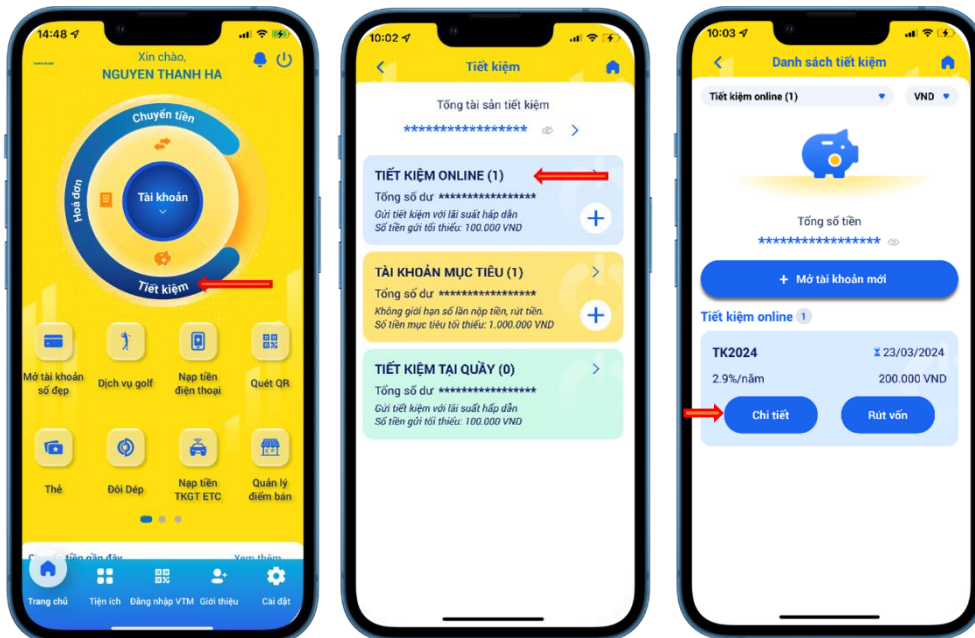 14:48
Xin chào,
NGUYEN THANH HA
Chuyển tiền
Hoá đơn
Tài khoản
Tiết kiệm
Mở tài khoản
số đẹp
Dịch vụ golf
Nạp tiền
điện thoại
Quét QR
Thẻ
Đôi Dép
Nạp tiền
TKGT ETC
Quản lý
điểm bán
Chuyển tiền gần đây
Xem thêm
Trang chủ
Tiện ích
Đăng nhập VTM
Giới thiệu
Cài đặt
10:02
Tiết kiệm
Tổng tài sản tiết kiệm
******************
TIẾT KIỆM ONLINE (1)
Tổng số dư *****************
Gửi tiết kiệm với lãi suất hấp dẫn
Số tiền gửi tối thiểu: 100.000 VND
TÀI KHOẢN MỤC TIÊU (1)
Tổng số dư *****************
Không giới hạn số lần nộp tiền, rút tiền.
Số tiền mục tiêu tối thiểu: 1.000.000 VND
TIẾT KIỆM TẠI QUẦY (0)
Tổng số dư *****************
Gửi tiết kiệm với lãi suất hấp dẫn
Số tiền gửi tối thiểu: 100.000 VND
10:03
Danh sách tiết kiệm
Tiết kiệm online (1)
VND
Tổng số tiền
******************
+ Mở tài khoản mới
Tiết kiệm online 1
TK2024
23/03/2024
2.9%/năm
200.000 VND
Chi tiết
Rút vốn